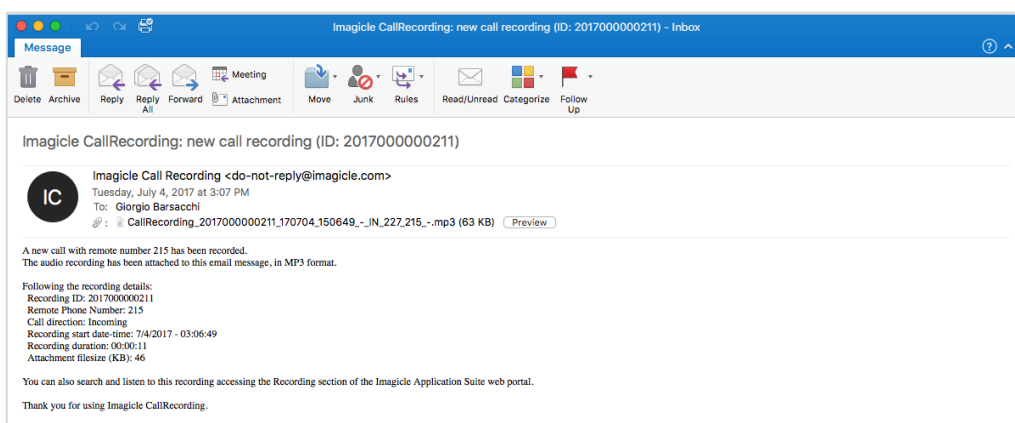 Imagicle CallRecording: new call recording (ID: 2017000000211) – Inbox
Message
?
Delete Archive Reply Reply All Forward Meeting Attachment Move Junk Rules Read/Unread Categorize Follow Up
Imagicle CallRecording: new call recording (ID: 2017000000211)
IC
Imagicle Call Recording <do-not-reply@imagicle.com>
Tuesday, July 4, 2017 at 3:07 PM
To: Giorgio Barsacchi
: CallRecording_2017000000211_170704_150649_-_IN_227_215_-.mp3 (63 KB) Preview
A new call with remote number 215 has been recorded.
The audio recording has been attached to this email message, in MP3 format.
Following the recording details:
Recording ID: 2017000000211
Remote Phone Number: 215
Call direction: Incoming
Recording start date-time: 7/4/2017 - 03:06:49
Recording duration: 00:00:11
Attachment filesize (KB): 46
You can also search and listen to this recording accessing the Recording section of the Imagicle Application Suite web portal.
Thank you for using Imagicle CallRecording.